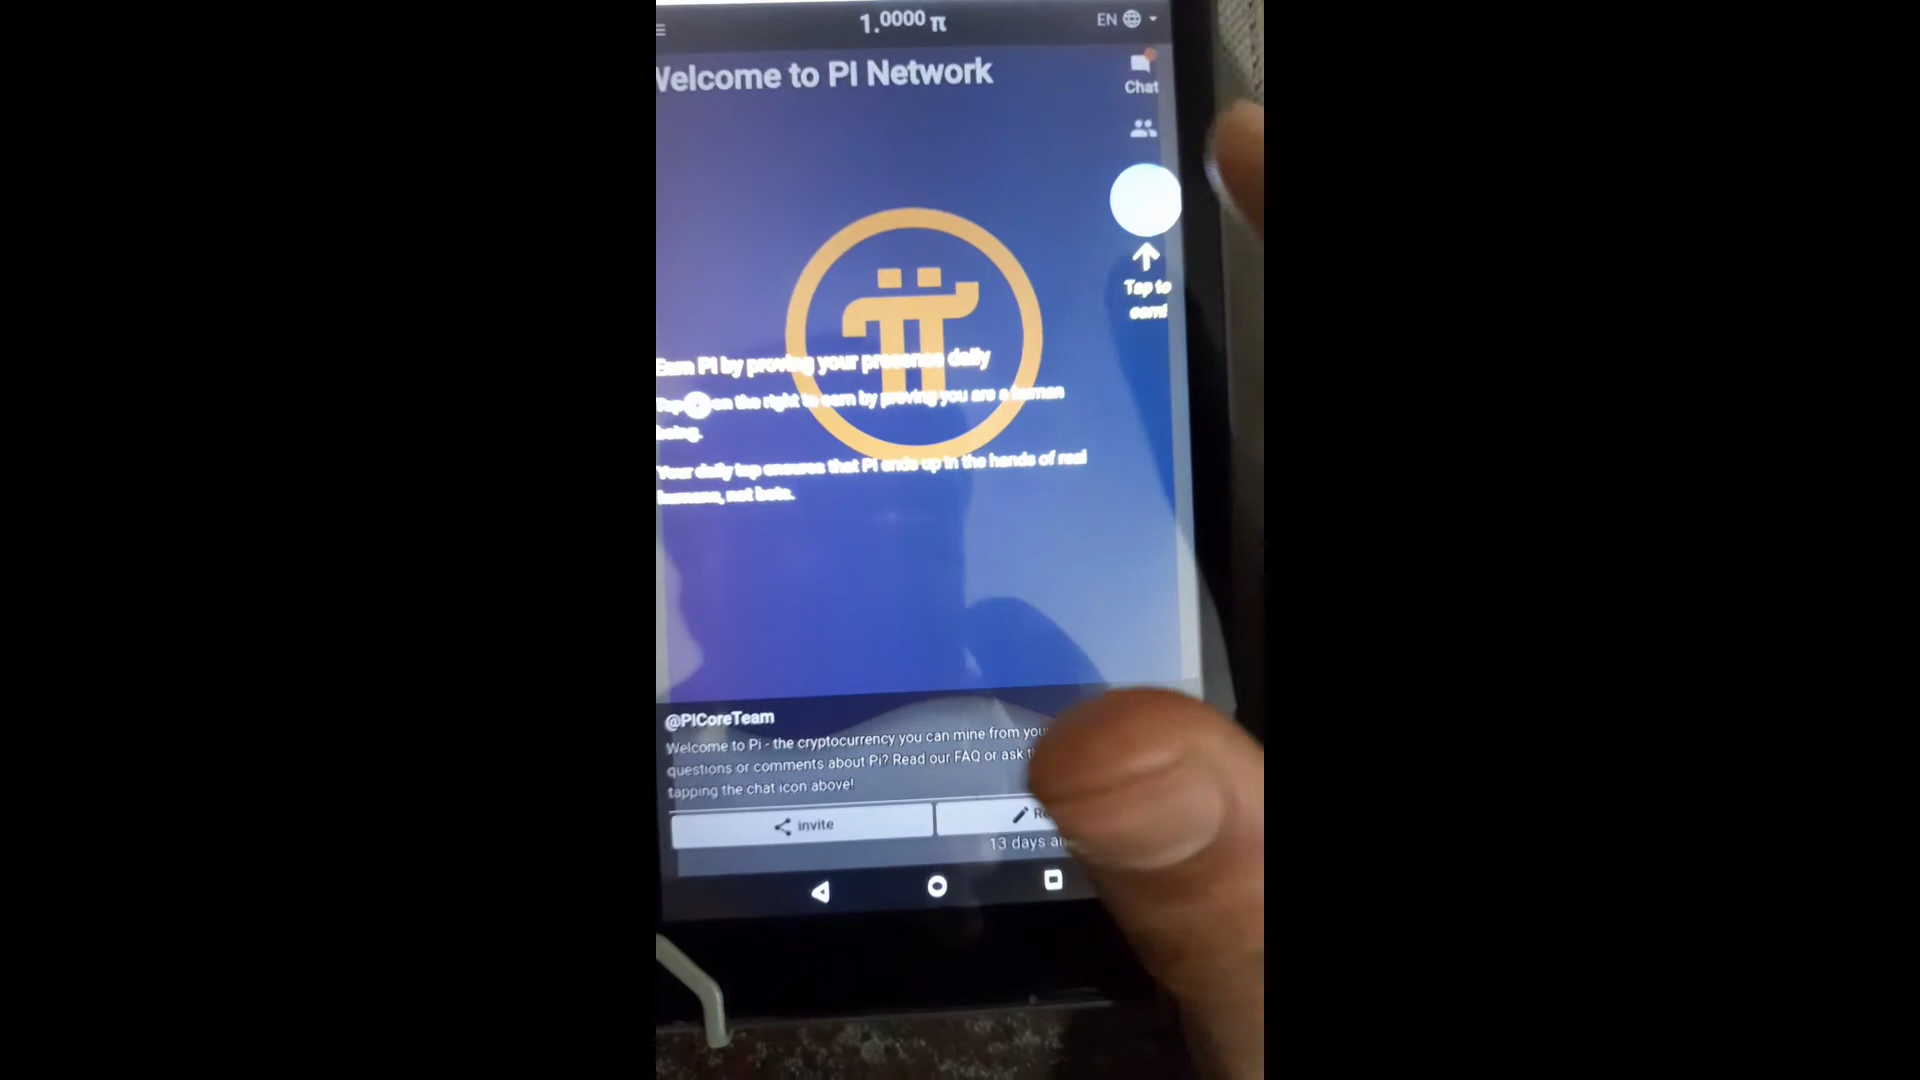 1.0000 π
EN
Welcome to Pi Network
Chat
Tap to
earn!
Earn Pi by proving your presence daily
Tap on the right to earn by proving you are a human
being.
Your daily tap ensures that Pi ends up in the hands of real
humans, not bots.
@PiCoreTeam
Welcome to Pi - the cryptocurrency you can mine from you
questions or comments about Pi? Read our FAQ or ask
tapping the chat icon above!
invite
13 days